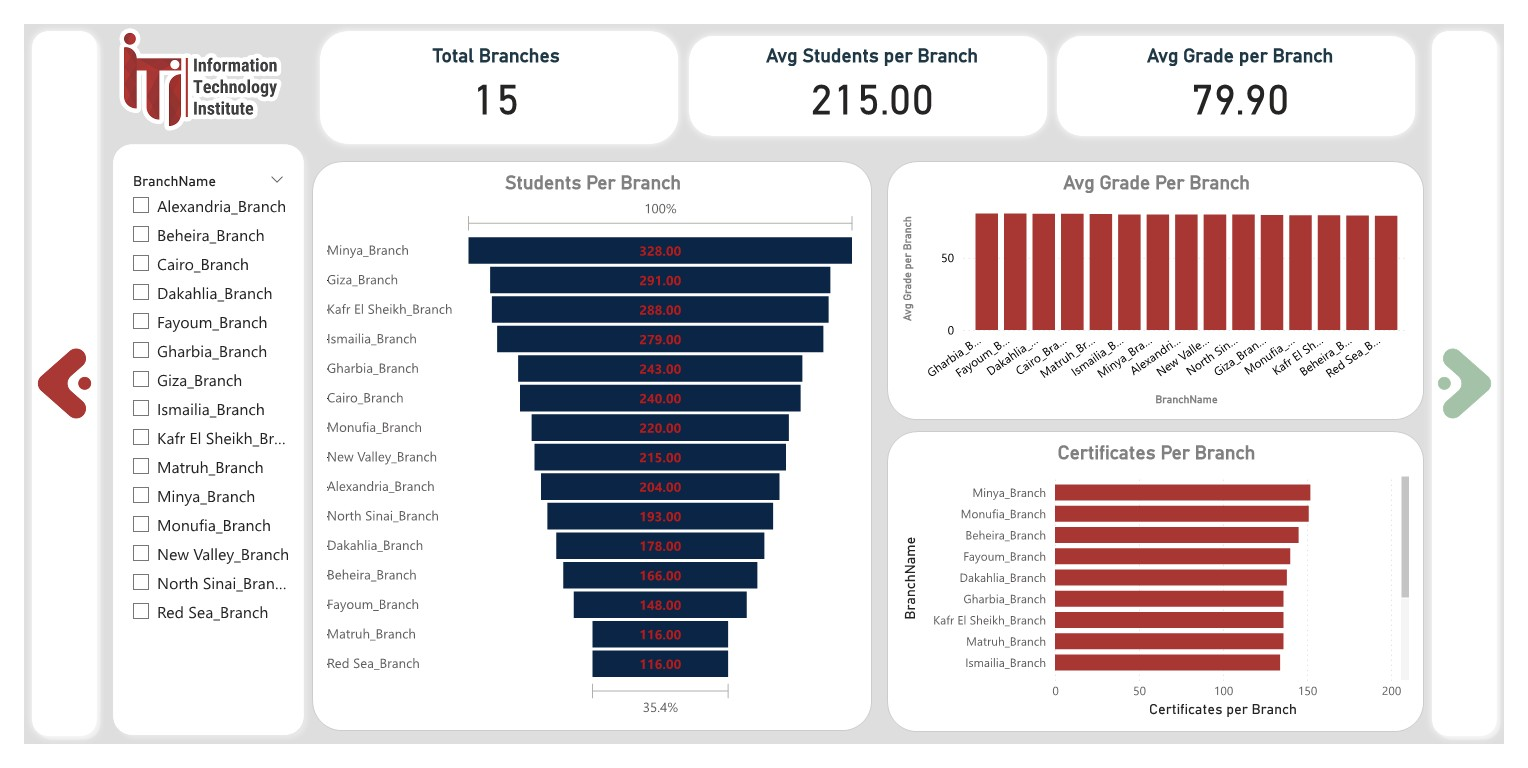 Information
Technology
Institute
Total Branches
15
Avg Students per Branch
215.00
Avg Grade per Branch
79.90
BranchName
Alexandria_Branch
Beheira_Branch
Cairo_Branch
Dakahlia_Branch
Fayoum_Branch
Gharbia_Branch
Giza_Branch
Ismailia_Branch
Kafr El Sheikh_Br...
Matruh_Branch
Minya_Branch
Monufia_Branch
New Valley_Branch
North Sinai_Bran...
Red Sea_Branch
Students Per Branch
100%
Minya_Branch 328.00
Giza_Branch 291.00
Kafr El Sheikh_Branch 288.00
Ismailia_Branch 279.00
Gharbia_Branch 243.00
Cairo_Branch 240.00
Monufia_Branch 220.00
New Valley_Branch 215.00
Alexandria_Branch 204.00
North Sinai_Branch 193.00
Dakahlia_Branch 178.00
Beheira_Branch 166.00
Fayoum_Branch 148.00
Matruh_Branch 116.00
Red Sea_Branch 116.00
35.4%
Avg Grade Per Branch
Avg Grade per Branch
50
0
Gharbia_B...
Fayoum_B...
Dakahlia_...
Cairo_Bra...
Matruh_Br...
Ismailia_B...
Minya_Bra...
Alexandri...
New Valle...
North Sin...
Giza_Bran...
Monufia_...
Kafr El Sh...
Beheira_B...
Red Sea_B...
BranchName
Certificates Per Branch
BranchName
Minya_Branch
Monufia_Branch
Beheira_Branch
Fayoum_Branch
Dakahlia_Branch
Gharbia_Branch
Kafr El Sheikh_Branch
Matruh_Branch
Ismailia_Branch
0 50 100 150 200
Certificates per Branch